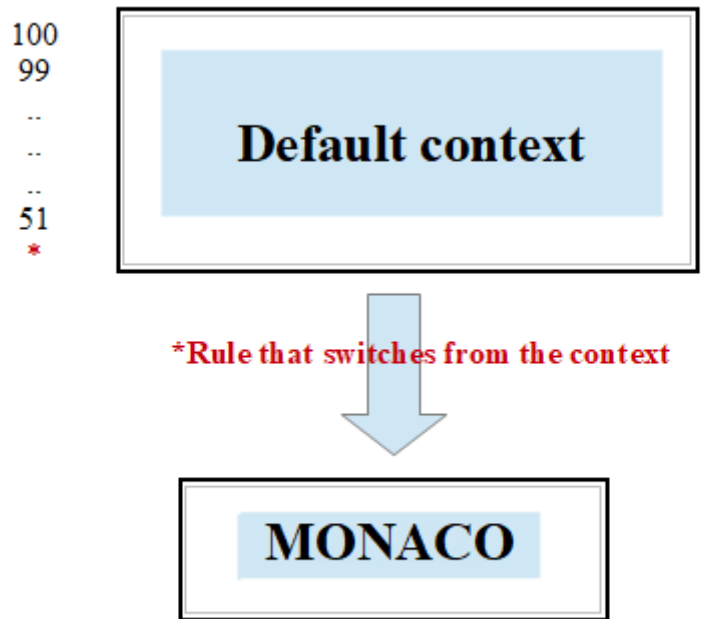 100
99
..
..
..
51
*
Default context
*Rule that switches from the context
MONACO